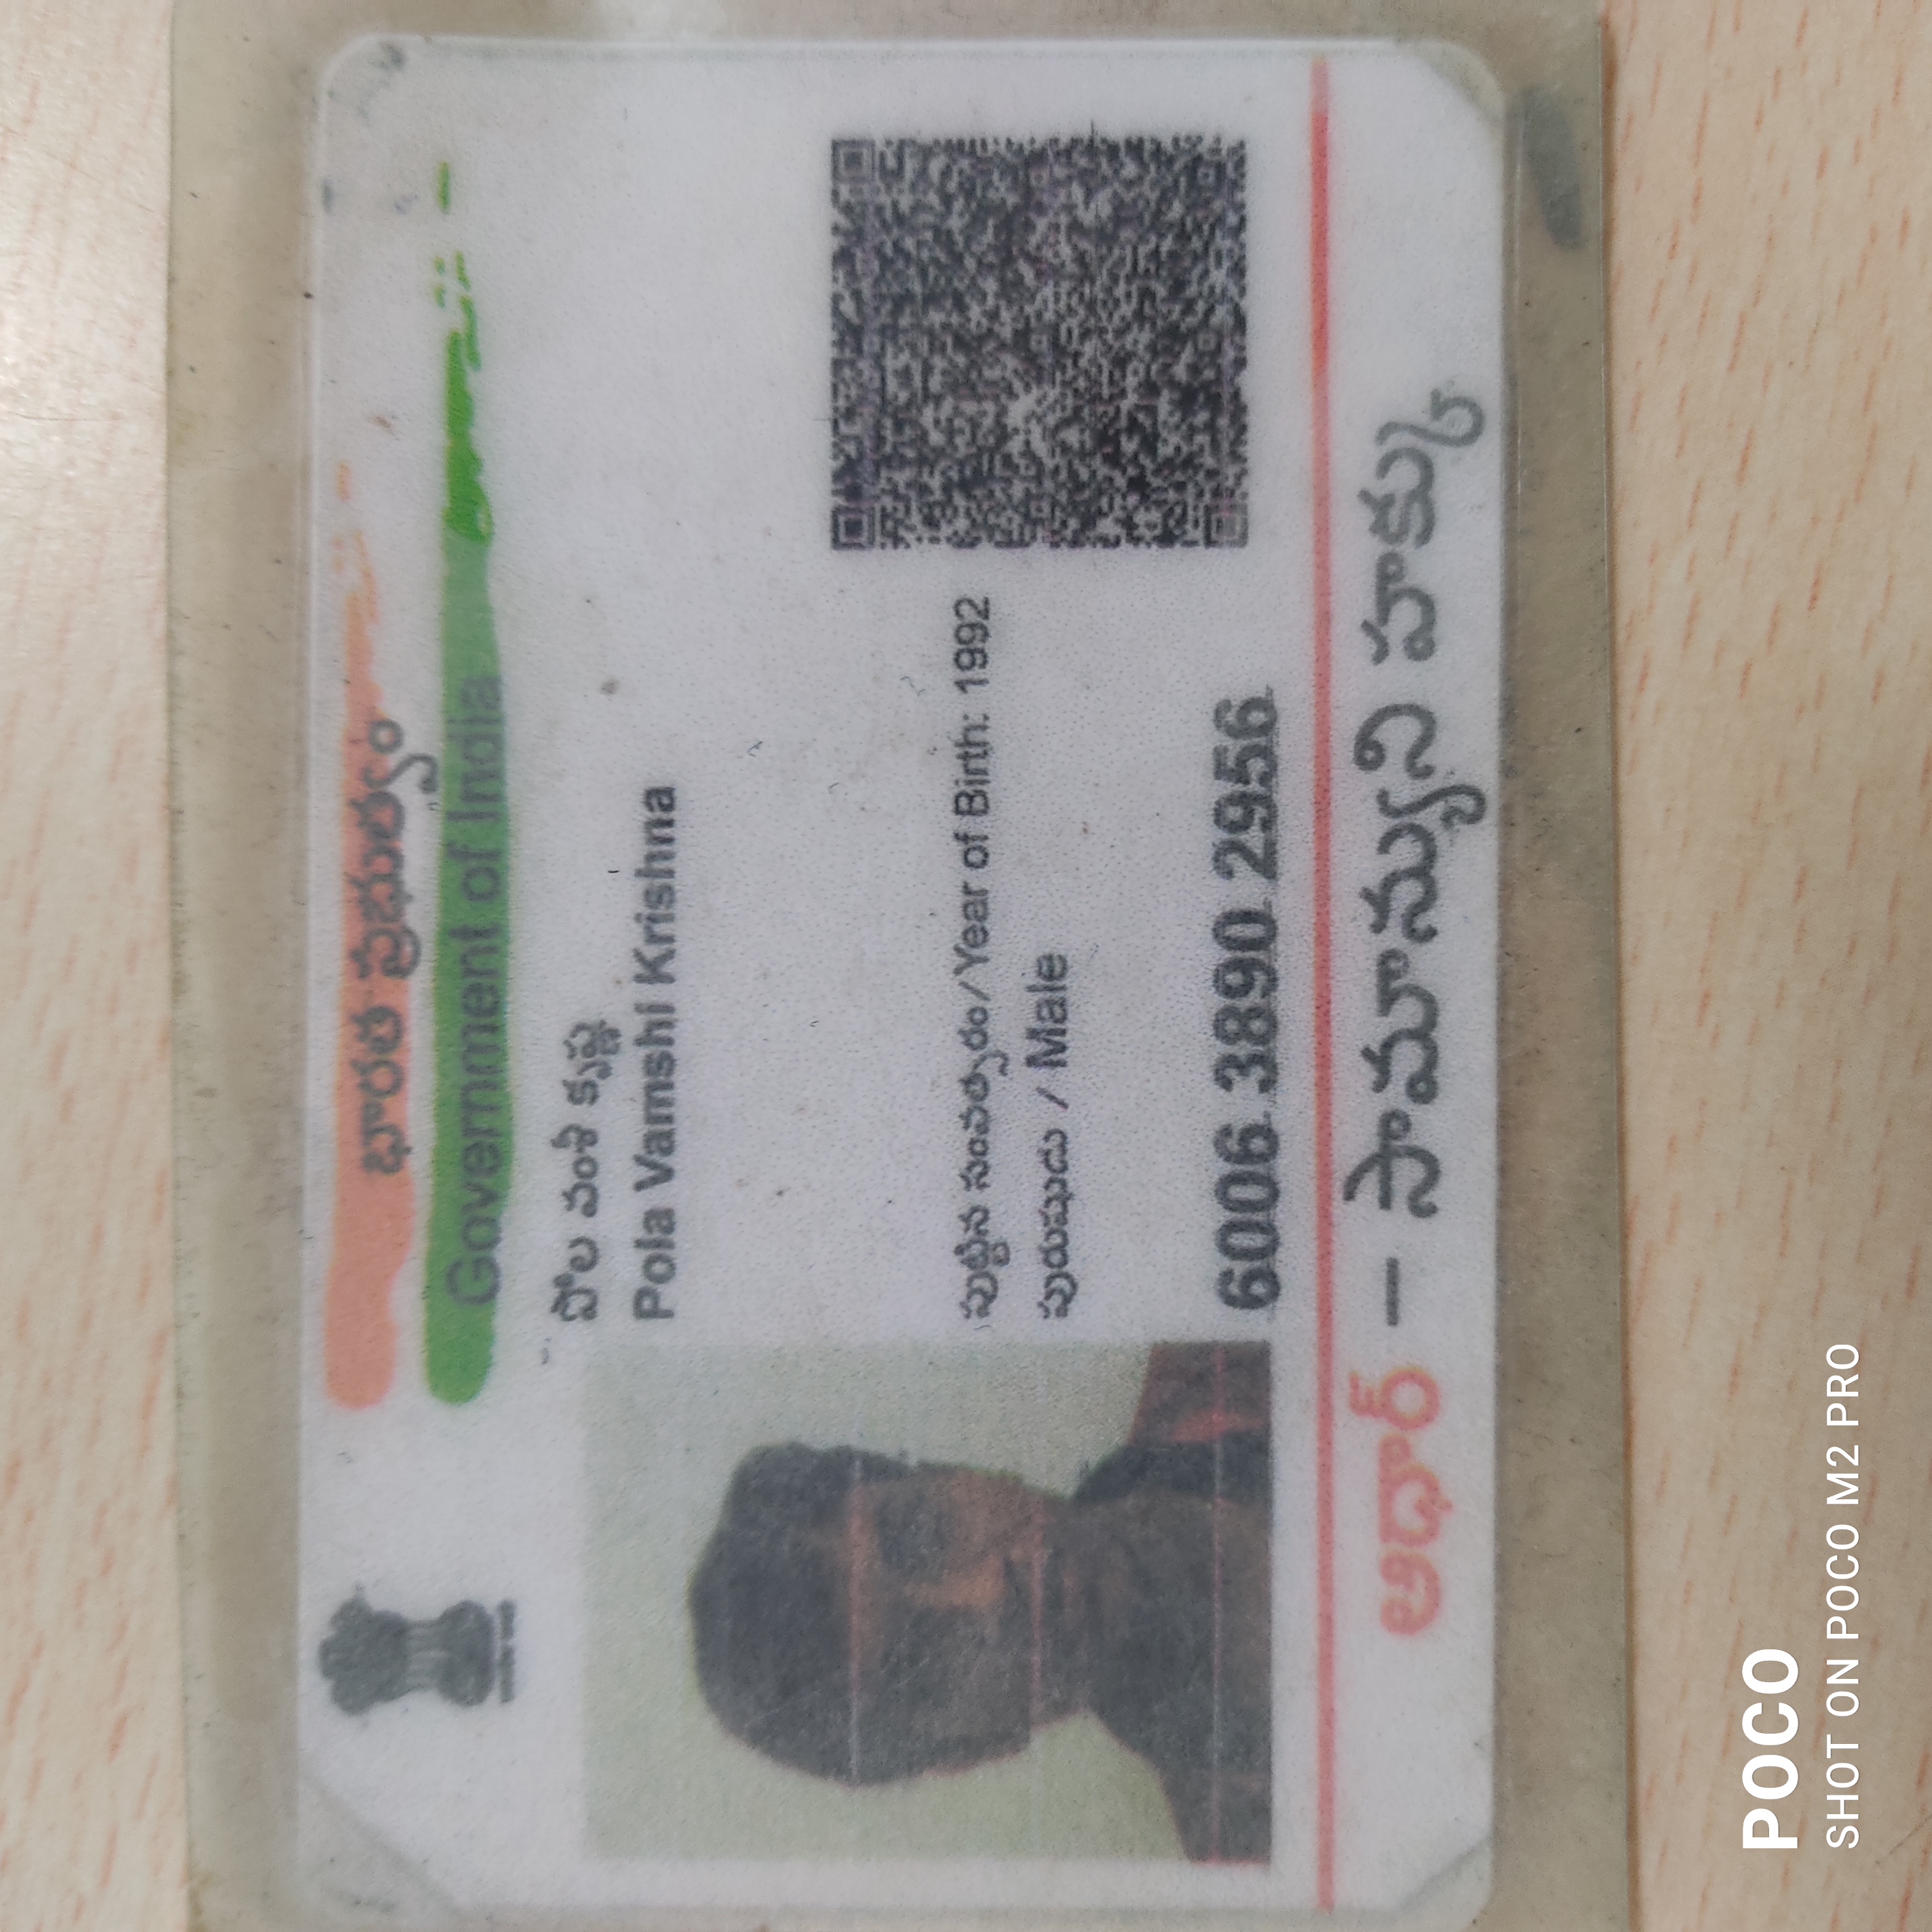 భారత ప్రభుత్వం
Government of India
పోల వంశీ కృష్ణ
Pola Vamshi Krishna
పుట్టిన సంవత్సరం/Year of Birth: 1992
పురుషుడు / Male
6006 3890 2956
ఆధార్ – సామాన్యుని హక్కు
POCO
SHOT ON POCO M2 PRO